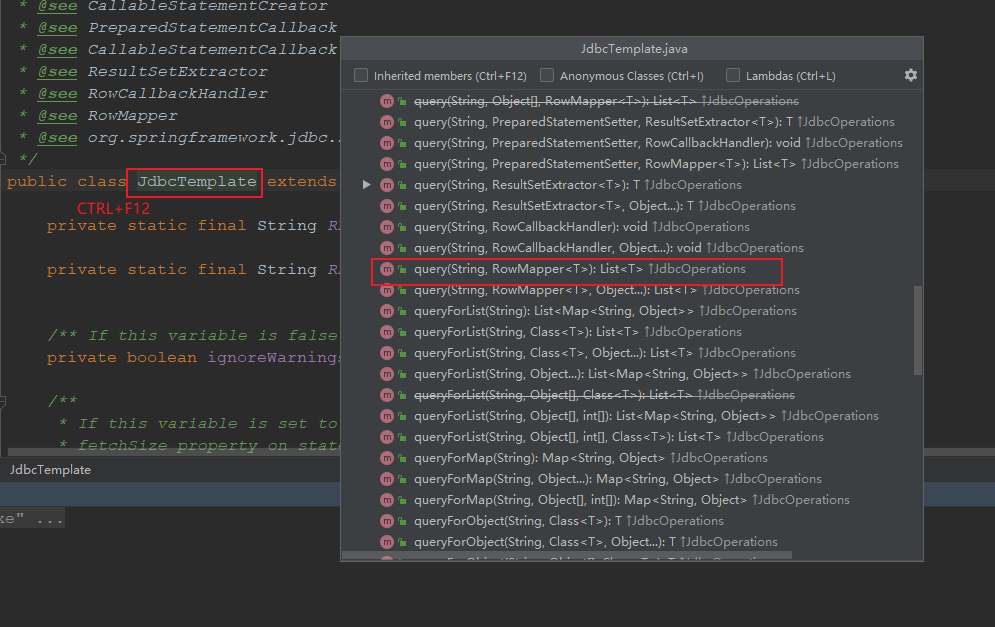 * @see CallableStatementCreator
* @see PreparedStatementCallback
* @see CallableStatementCallback
* @see ResultSetExtractor
* @see RowCallbackHandler
* @see RowMapper
* @see org.springframework.jdbc..
*/
public class JdbcTemplate extends
CTRL+F12
private static final String
private static final String
/** If this variable is false
private boolean ignoreWarnings
/**
* If this variable is set to
* fetchSize property on state
JdbcTemplate
" ...
JdbcTemplate.java
Inherited members (Ctrl+F12) Anonymous Classes (Ctrl+I) Lambdas (Ctrl+L)
query(String, Object[], RowMapper<T>): List<T> ↑JdbcOperations
query(String, PreparedStatementSetter, ResultSetExtractor<T>): T ↑JdbcOperations
query(String, PreparedStatementSetter, RowCallbackHandler): void ↑JdbcOperations
query(String, PreparedStatementSetter, RowMapper<T>): List<T> ↑JdbcOperations
query(String, ResultSetExtractor<T>): T ↑JdbcOperations
query(String, ResultSetExtractor<T>, Object...): T ↑JdbcOperations
query(String, RowCallbackHandler): void ↑JdbcOperations
query(String, RowCallbackHandler, Object...): void ↑JdbcOperations
query(String, RowMapper<T>): List<T> ↑JdbcOperations
query(String, RowMapper<T>, Object...): List<T> ↑JdbcOperations
queryForList(String): List<Map<String, Object>> ↑JdbcOperations
queryForList(String, Class<T>): List<T> ↑JdbcOperations
queryForList(String, Class<T>, Object...): List<T> ↑JdbcOperations
queryForList(String, Object...): List<Map<String, Object>> ↑JdbcOperations
queryForList(String, Object[], Class<T>): List<T> ↑JdbcOperations
queryForList(String, Object[], int[]): List<Map<String, Object>> ↑JdbcOperations
queryForList(String, Object[], int[], Class<T>): List<T> ↑JdbcOperations
queryForMap(String): Map<String, Object> ↑JdbcOperations
queryForMap(String, Object...): Map<String, Object> ↑JdbcOperations
queryForMap(String, Object[], int[]): Map<String, Object> ↑JdbcOperations
queryForObject(String, Class<T>): T ↑JdbcOperations
queryForObject(String, Class<T>, Object...): T ↑JdbcOperations